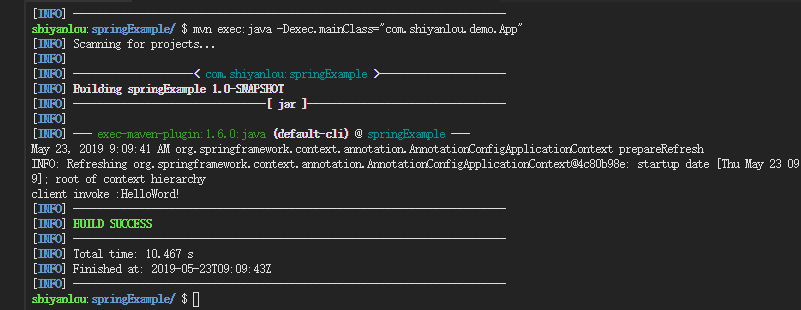 [INFO] ------------------------------------------------------------------------
shiyanlou:springExample/ $ mvn exec:java -Dexec.mainClass="com.shiyanlou.demo.App"
[INFO] Scanning for projects...
[INFO]
[INFO] --------------------< com.shiyanlou:springExample >---------------------
[INFO] Building springExample 1.0-SNAPSHOT
[INFO] --------------------------------[ jar ]---------------------------------
[INFO]
[INFO] --- exec-maven-plugin:1.6.0:java (default-cli) @ springExample ---
May 23, 2019 9:09:41 AM org.springframework.context.annotation.AnnotationConfigApplicationContext prepareRefresh
INFO: Refreshing org.springframework.context.annotation.AnnotationConfigApplicationContext@4c80b98e: startup date [Thu May 23 09
9]; root of context hierarchy
client invoke :HelloWord!
[INFO] ------------------------------------------------------------------------
[INFO] BUILD SUCCESS
[INFO] ------------------------------------------------------------------------
[INFO] Total time: 10.467 s
[INFO] Finished at: 2019-05-23T09:09:43Z
[INFO] ------------------------------------------------------------------------
shiyanlou:springExample/ $